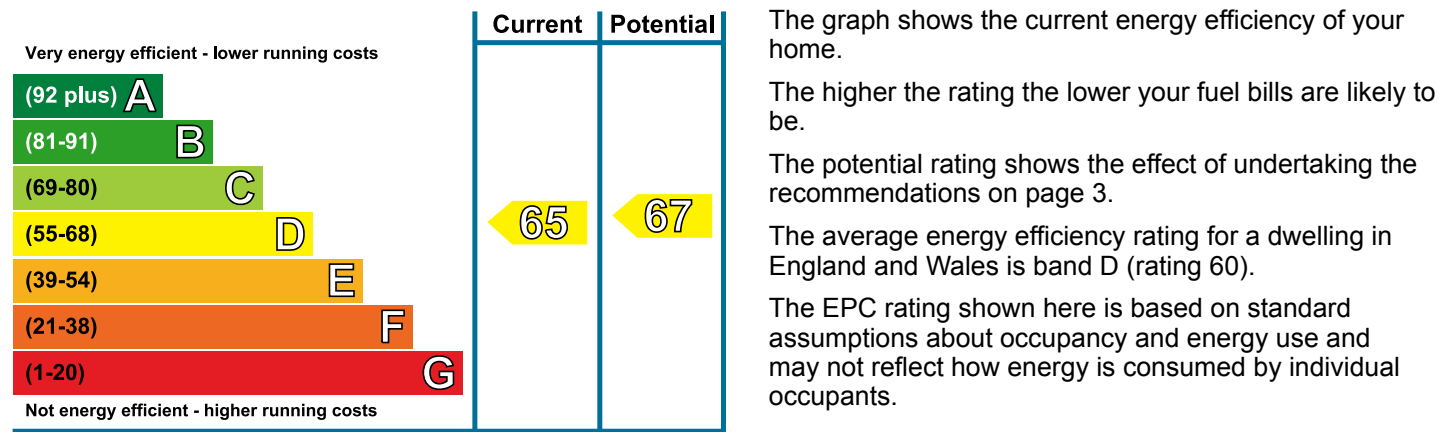 Current Potential
Very energy efficient - lower running costs
(92 plus) A
(81-91) B
(69-80) C
(55-68) D
(39-54) E
(21-38) F
(1-20) G
Not energy efficient - higher running costs
65 67
The graph shows the current energy efficiency of your
home.
The higher the rating the lower your fuel bills are likely to
be.
The potential rating shows the effect of undertaking the
recommendations on page 3.
The average energy efficiency rating for a dwelling in
England and Wales is band D (rating 60).
The EPC rating shown here is based on standard
assumptions about occupancy and energy use and
may not reflect how energy is consumed by individual
occupants.